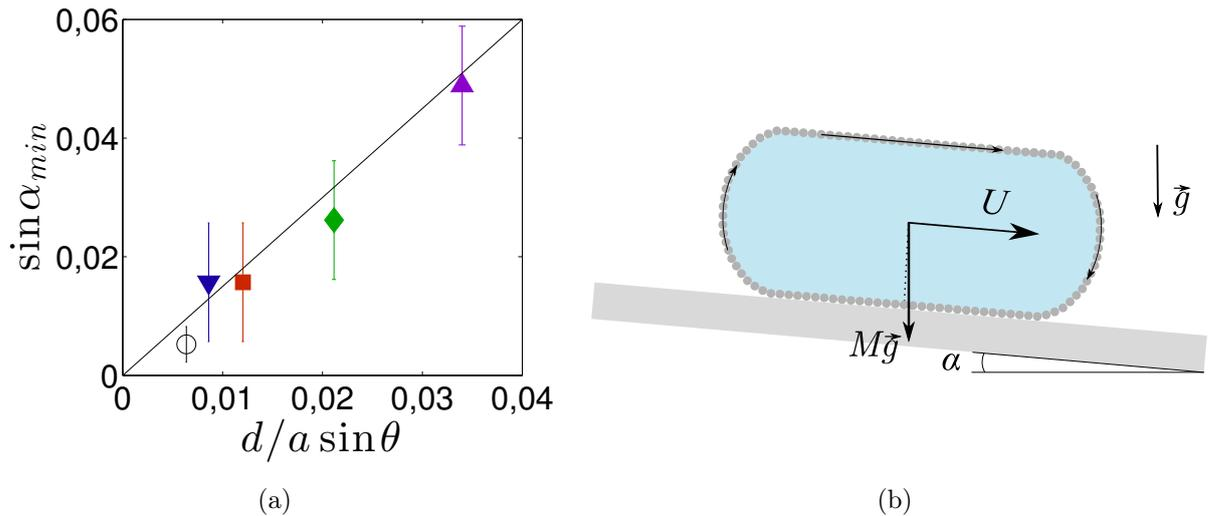 0,06
0,04
0,02
0
sin α_min
0 0,01 0,02 0,03 0,04
d/a sin θ
(a)
U
g⃗
Mg⃗
α
(b)